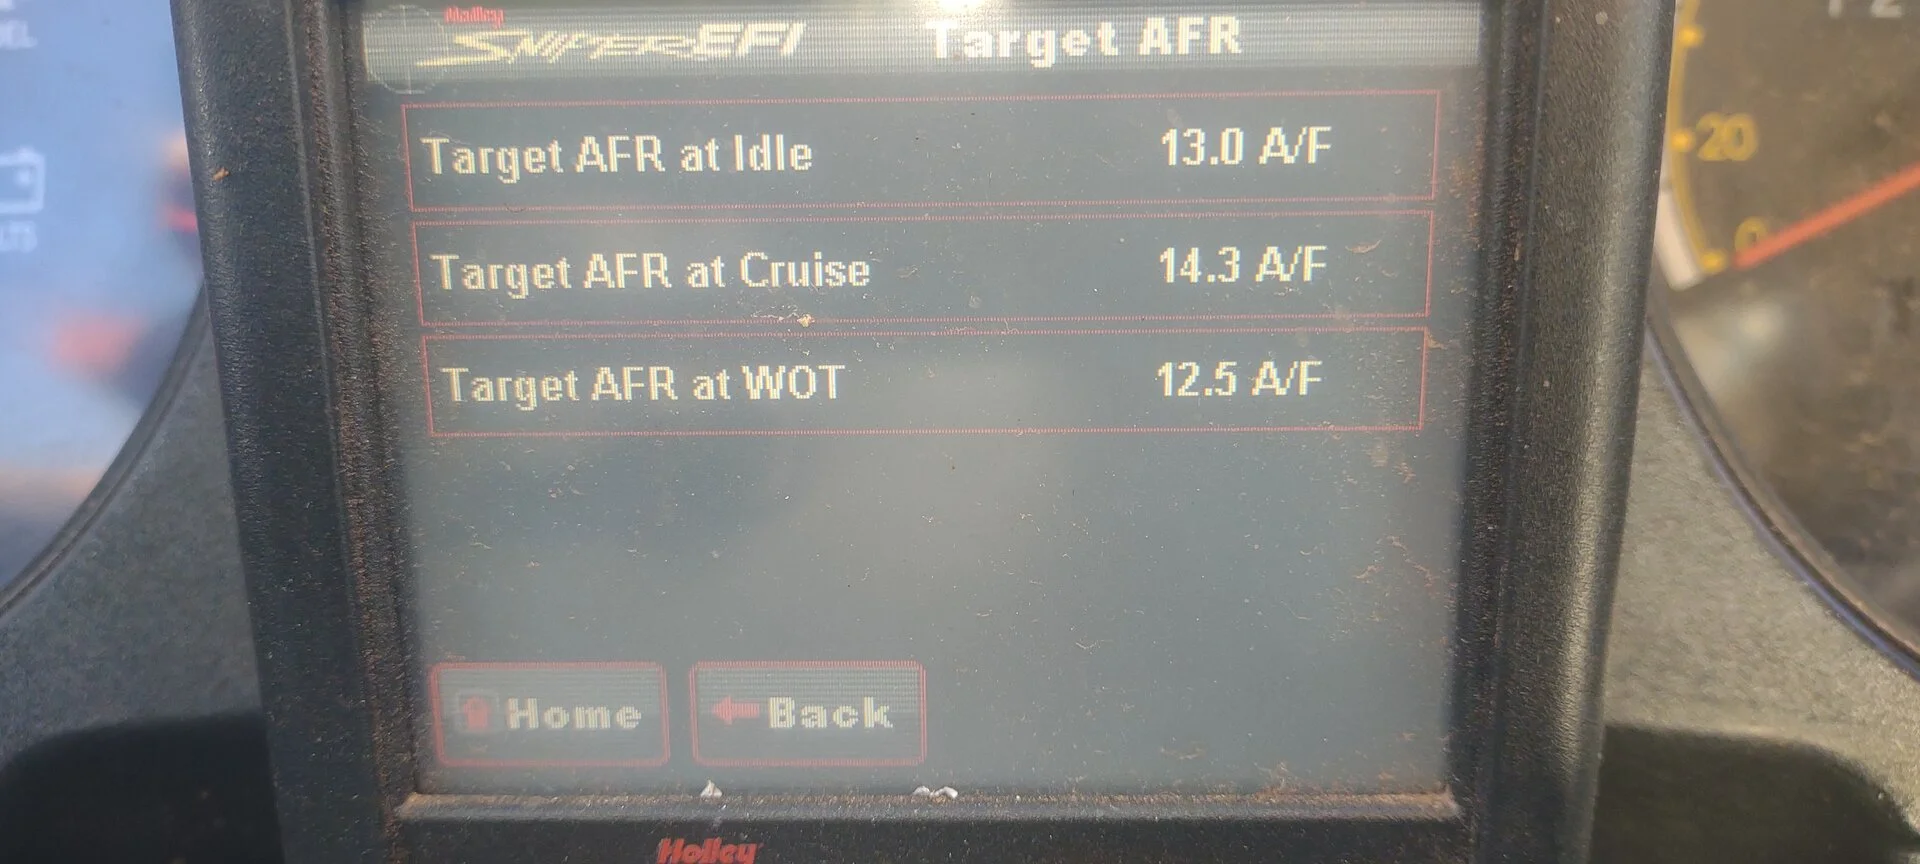 Holley
SNIPER EFI Target AFR
Target AFR at Idle 13.0 A/F
Target AFR at Cruise 14.3 A/F
Target AFR at WOT 12.5 A/F
Home Back
Holley
20
0